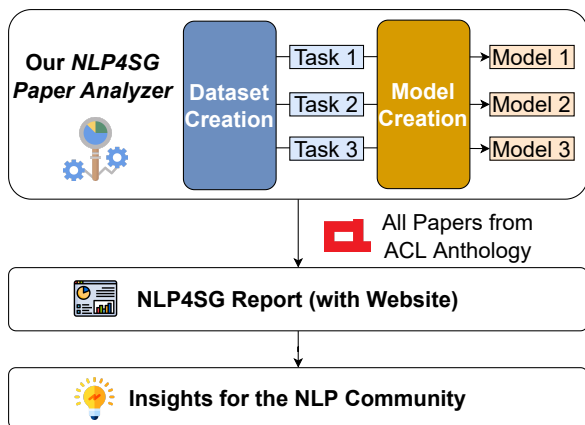 Our NLP4SG
Paper Analyzer
Dataset
Creation
Task 1
Task 2
Task 3
Model
Creation
Model 1
Model 2
Model 3
All Papers from
ACL Anthology
NLP4SG Report (with Website)
Insights for the NLP Community